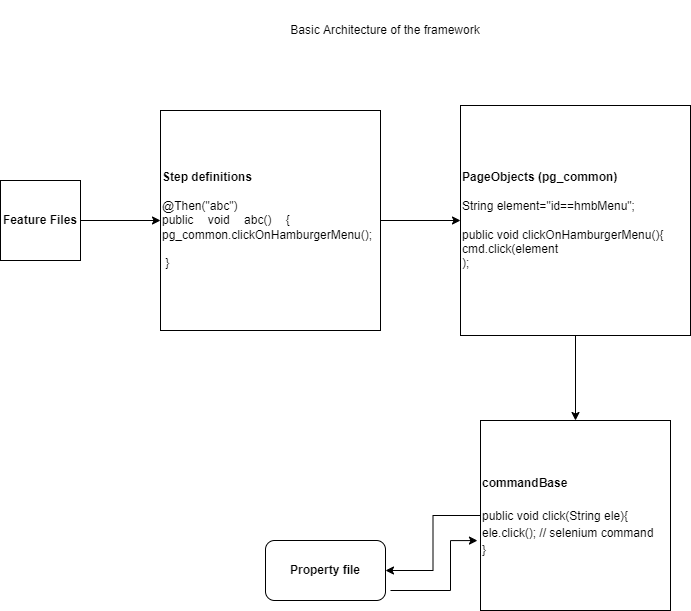 Basic Architecture of the framework
Feature Files
Step definitions
@Then("abc")
public void abc() {
pg_common.clickOnHamburgerMenu();
}
PageObjects (pg_common)
String element="id==hmbMenu";
public void clickOnHamburgerMenu(){
cmd.click(element
);
commandBase
public void click(String ele){
ele.click(); // selenium command
}
Property file